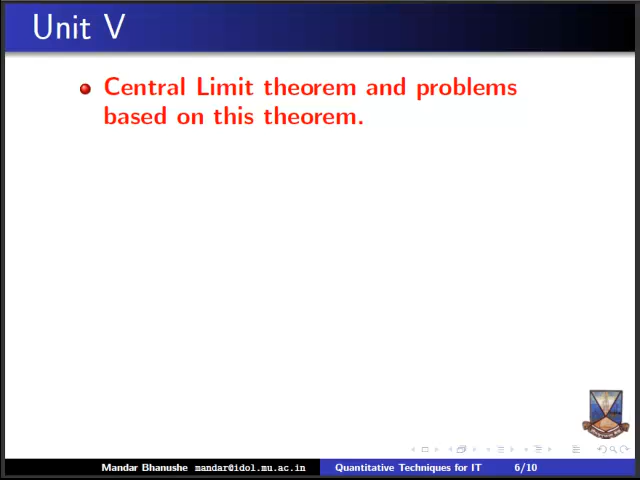 Unit V
Central Limit theorem and problems
based on this theorem.
Mandar Bhanushe mandar@idol.mu.ac.in Quantitative Techniques for IT 6/10